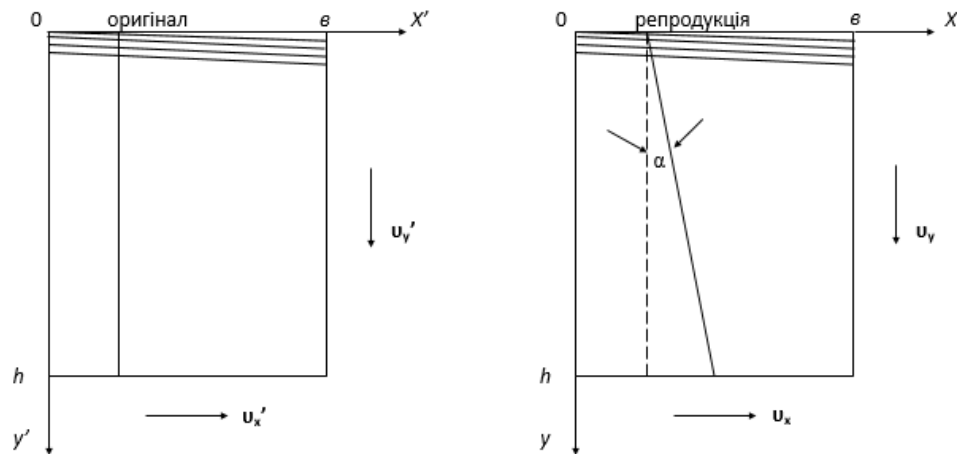 0 оригінал в X’
υy’
h
υx’
y’
0 репродукція в X
α
υy
h
υx
y